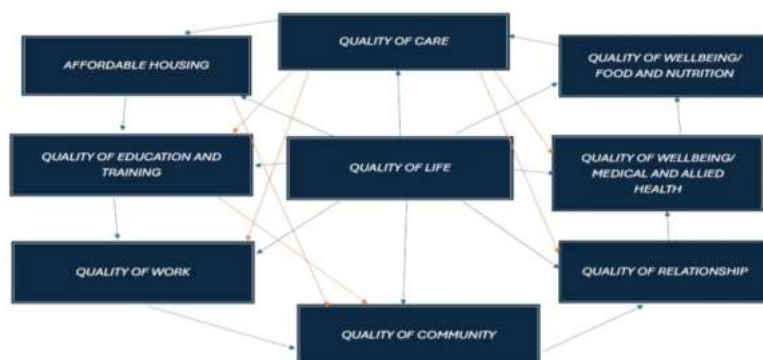 QUALITY OF CARE
AFFORDABLE HOUSING
QUALITY OF WELLBEING/
FOOD AND NUTRITION
QUALITY OF EDUCATION AND
TRAINING
QUALITY OF LIFE
QUALITY OF WELLBEING/
MEDICAL AND ALLIED
HEALTH
QUALITY OF WORK
QUALITY OF RELATIONSHIP
QUALITY OF COMMUNITY